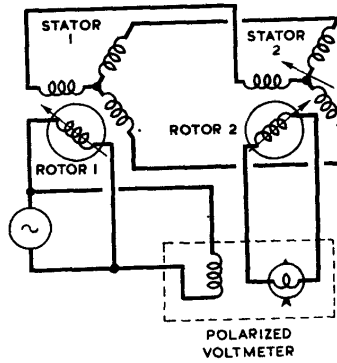 STATOR
1
STATOR
2
ROTOR 2
ROTOR 1
POLARIZED
VOLTMETER